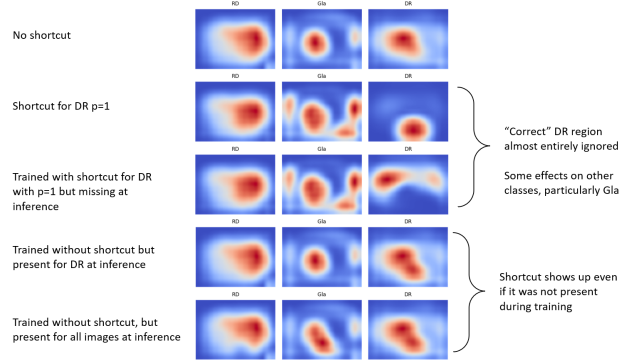 RD Gla DR
No shortcut
RD Gla DR
Shortcut for DR p=1
RD Gla DR
Trained with shortcut for DR
with p=1 but missing at
inference
"Correct" DR region
almost entirely ignored
Some effects on other
classes, particularly Gla
RD Gla DR
Trained without shortcut but
present for DR at inference
RD Gla DR
Trained without shortcut, but
present for all images at inference
Shortcut shows up even
if it was not present
during training